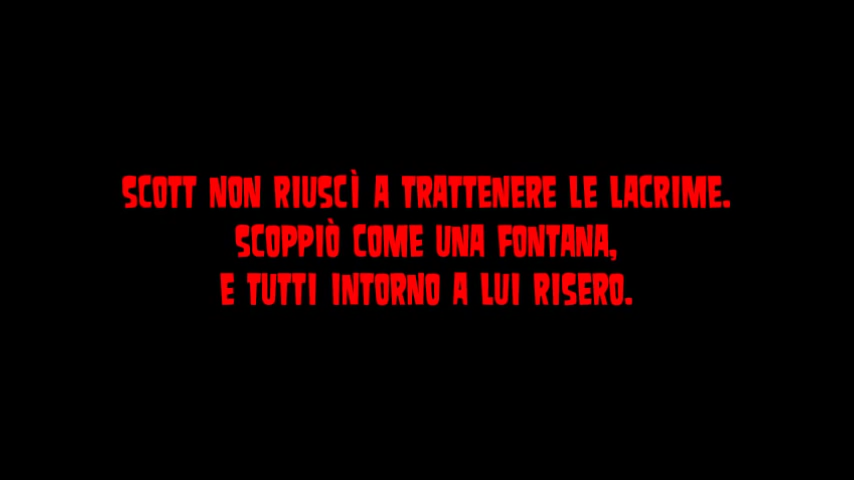 SCOTT NON RIUSCÌ A TRATTENERE LE LACRIME.
SCOPPIÒ COME UNA FONTANA,
E TUTTI INTORNO A LUI RISERO.